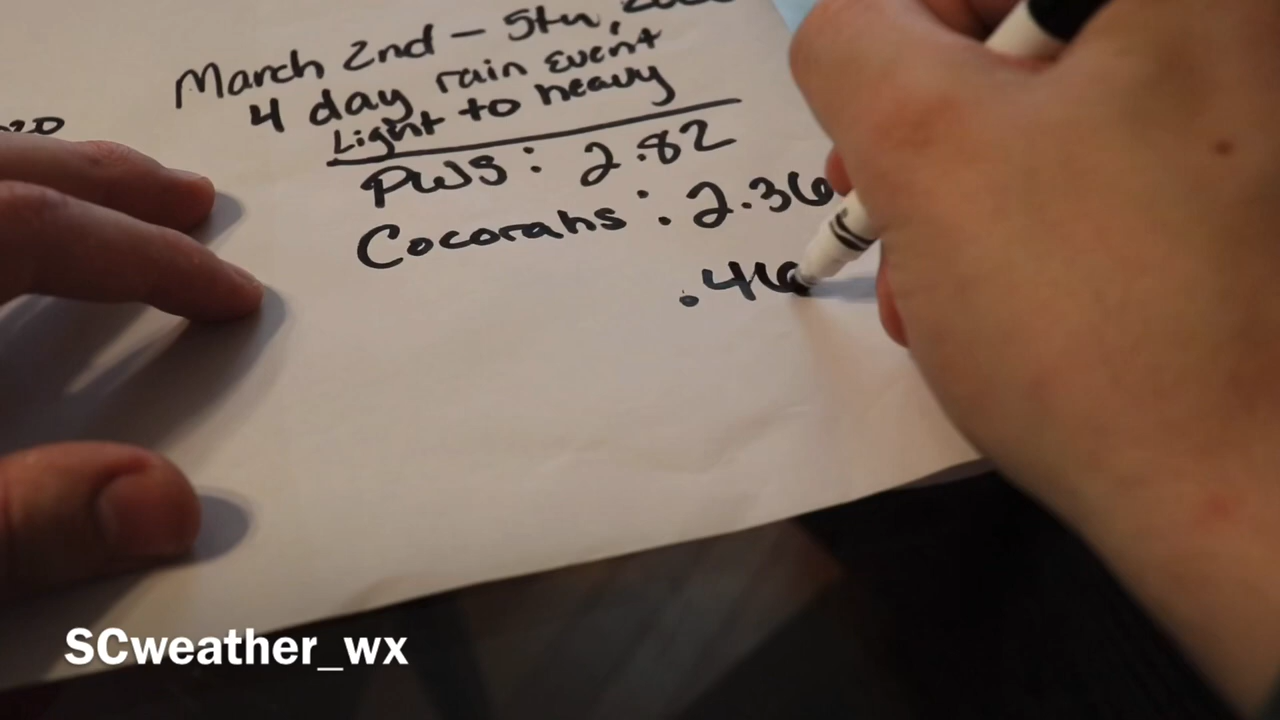 March 2nd - 5th,
4 day rain event
Light to heavy
PWS: 2.82
Cocorahs: 2.36
.46
SCweather_wx